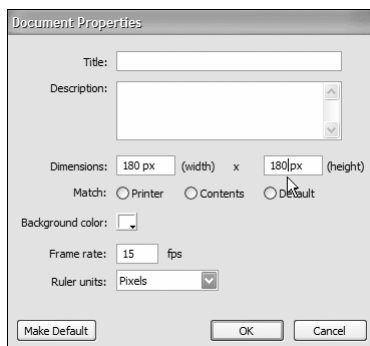 Document Properties
Title:
Description:
Dimensions: 180 px (width) x 180 px (height)
Match: Printer Contents Default
Background color:
Frame rate: 15 fps
Ruler units: Pixels
Make Default OK Cancel